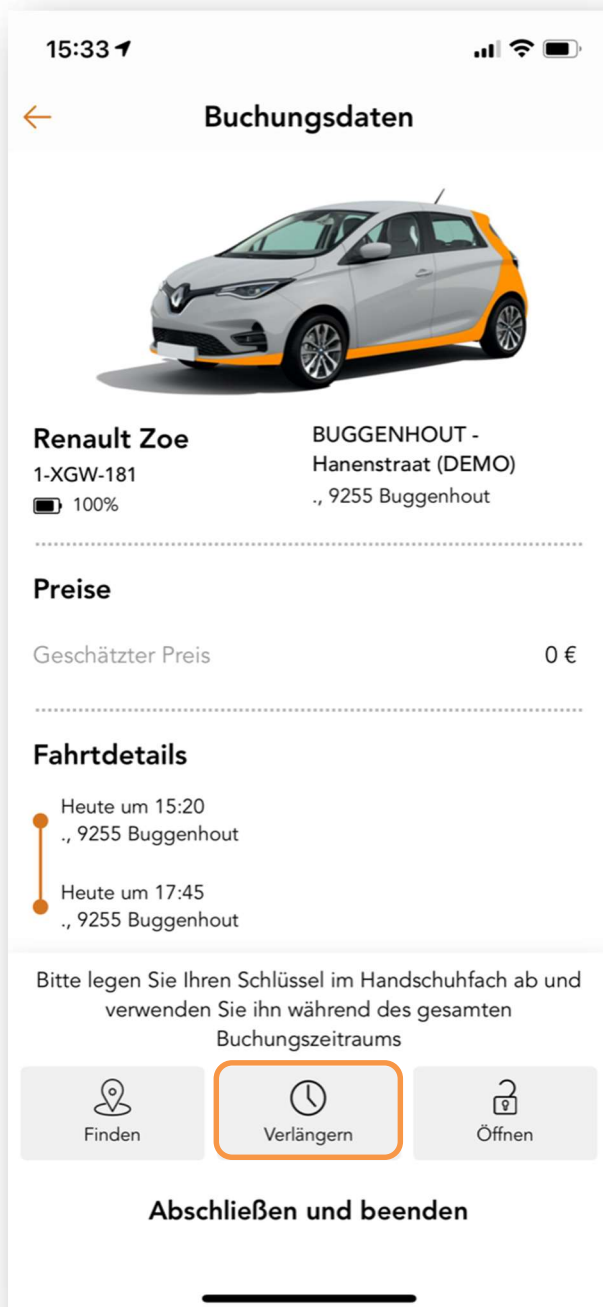 15:33
Buchungsdaten
Renault Zoe
1-XGW-181
100%
BUGGENHOUT -
Hanenstraat (DEMO)
., 9255 Buggenhout
Preise
Geschätzter Preis 0 €
Fahrtdetails
Heute um 15:20
., 9255 Buggenhout
Heute um 17:45
., 9255 Buggenhout
Bitte legen Sie Ihren Schlüssel im Handschuhfach ab und
verwenden Sie ihn während des gesamten
Buchungszeitraums
Finden
Verlängern
Öffnen
Abschließen und beenden